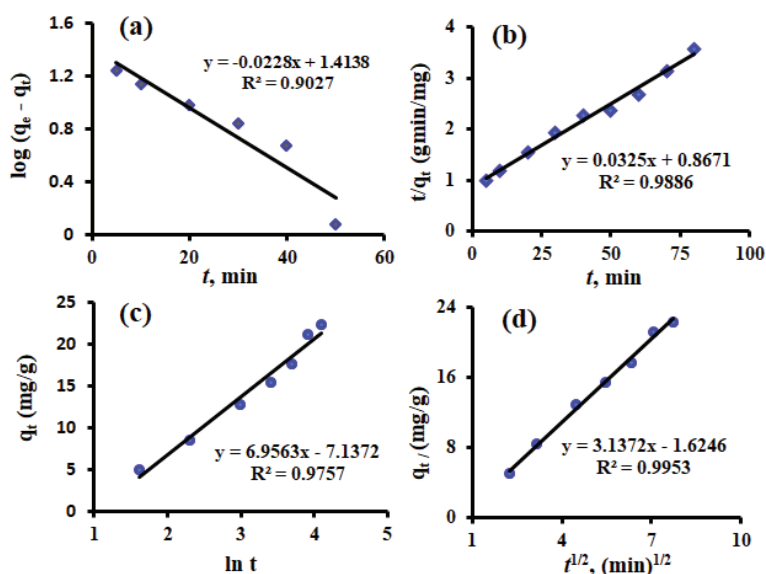 (a)
y = -0.0228x + 1.4138
R² = 0.9027
log (qₑ – qₜ)
1.6
1.2
0.8
0.4
0
0
20
40
60
t, min
(b)
y = 0.0325x + 0.8671
R² = 0.9886
t/qₜ (gmin/mg)
4
3
2
1
0
0
25
50
75
100
t, min
(c)
y = 6.9563x - 7.1372
R² = 0.9757
qₜ (mg/g)
25
20
15
10
5
0
1
2
3
4
5
ln t
(d)
y = 3.1372x - 1.6246
R² = 0.9953
qₜ / (mg/g)
24
16
8
0
1
4
7
10
t¹/², (min)¹/²